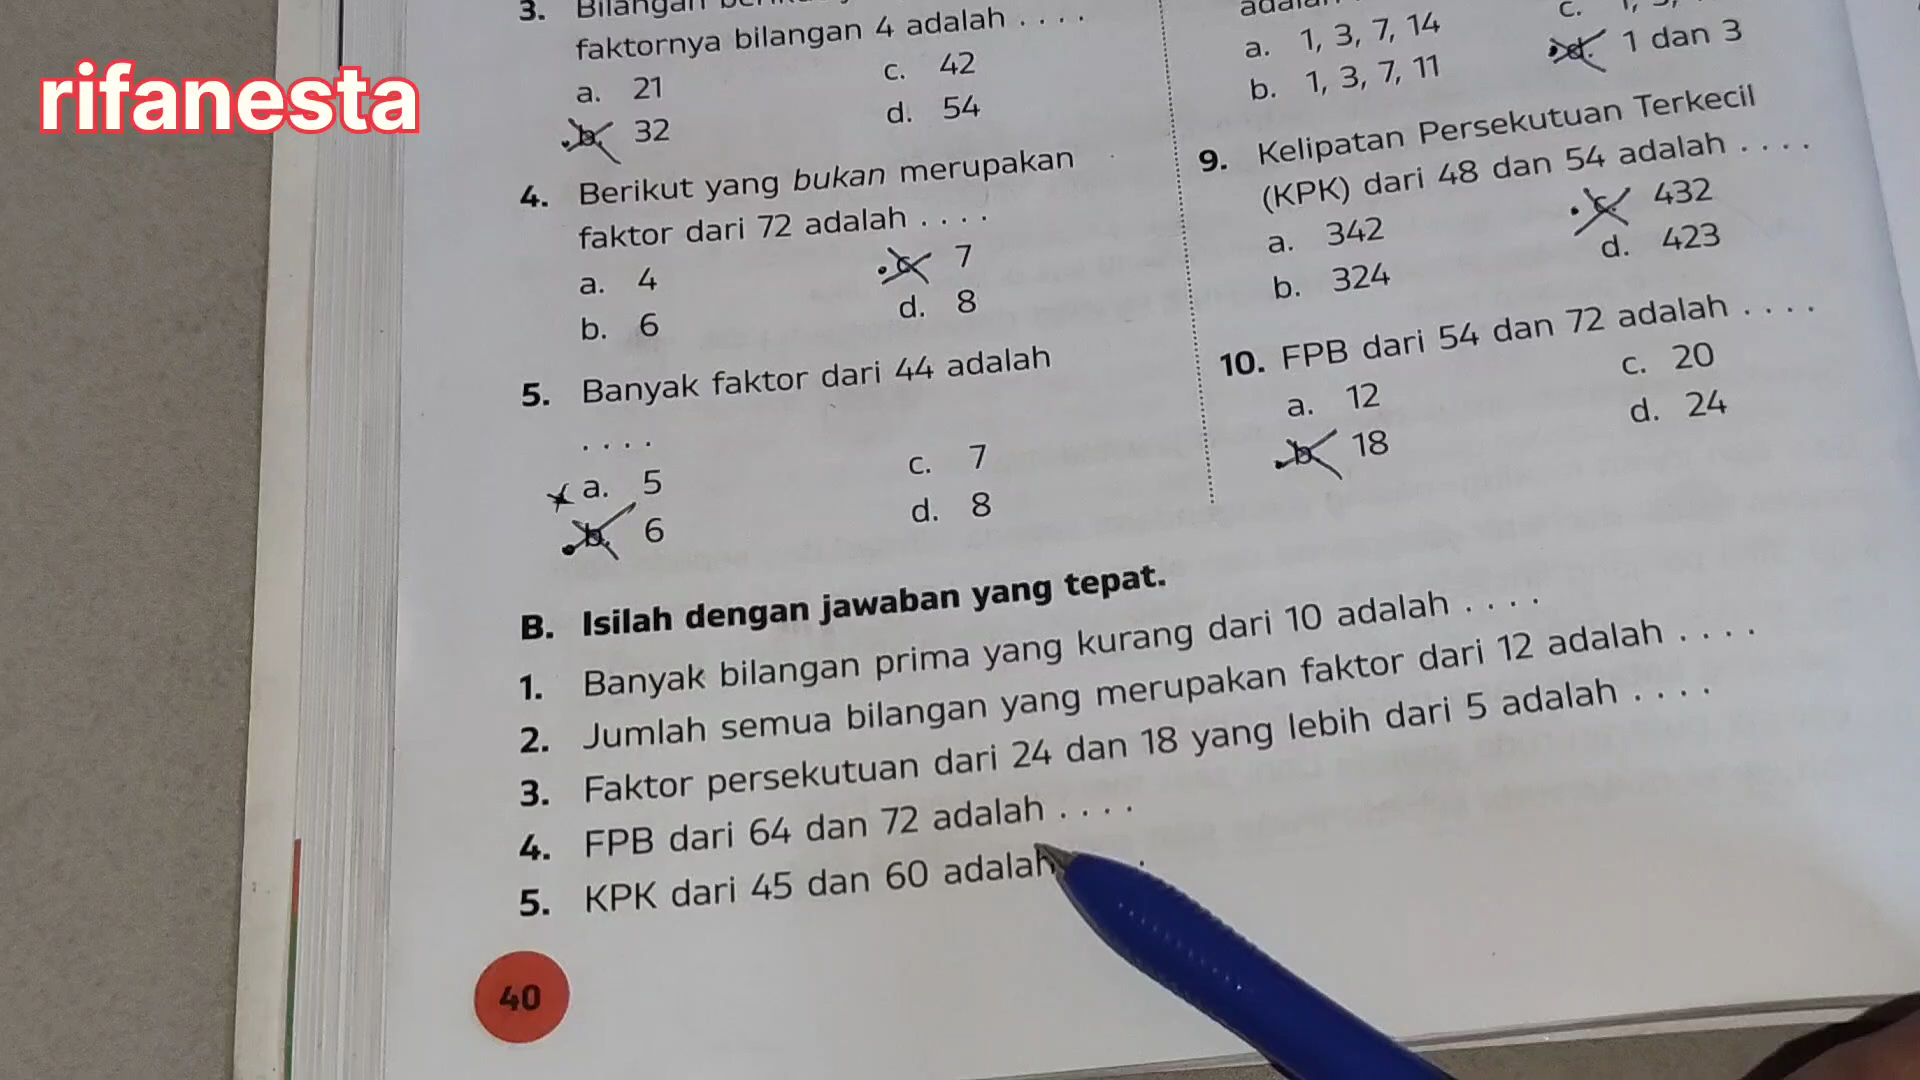 rifanesta
3. Bilangan
faktornya bilangan 4 adalah . . . .
a. 21
c. 42
b. 32
d. 54
4. Berikut yang bukan merupakan
faktor dari 72 adalah . . . .
a. 4
c. 7
b. 6
d. 8
5. Banyak faktor dari 44 adalah
. . . .
a. 5
c. 7
b. 6
d. 8
a. 1, 3, 7, 14
c.
b. 1, 3, 7, 11
d. 1 dan 3
9. Kelipatan Persekutuan Terkecil
(KPK) dari 48 dan 54 adalah . . . .
a. 342
c. 432
b. 324
d. 423
10. FPB dari 54 dan 72 adalah . . . .
a. 12
c. 20
b. 18
d. 24
B. Isilah dengan jawaban yang tepat.
1. Banyak bilangan prima yang kurang dari 10 adalah . . . .
2. Jumlah semua bilangan yang merupakan faktor dari 12 adalah . . . .
3. Faktor persekutuan dari 24 dan 18 yang lebih dari 5 adalah . . . .
4. FPB dari 64 dan 72 adalah . . . .
5. KPK dari 45 dan 60 adalah
40